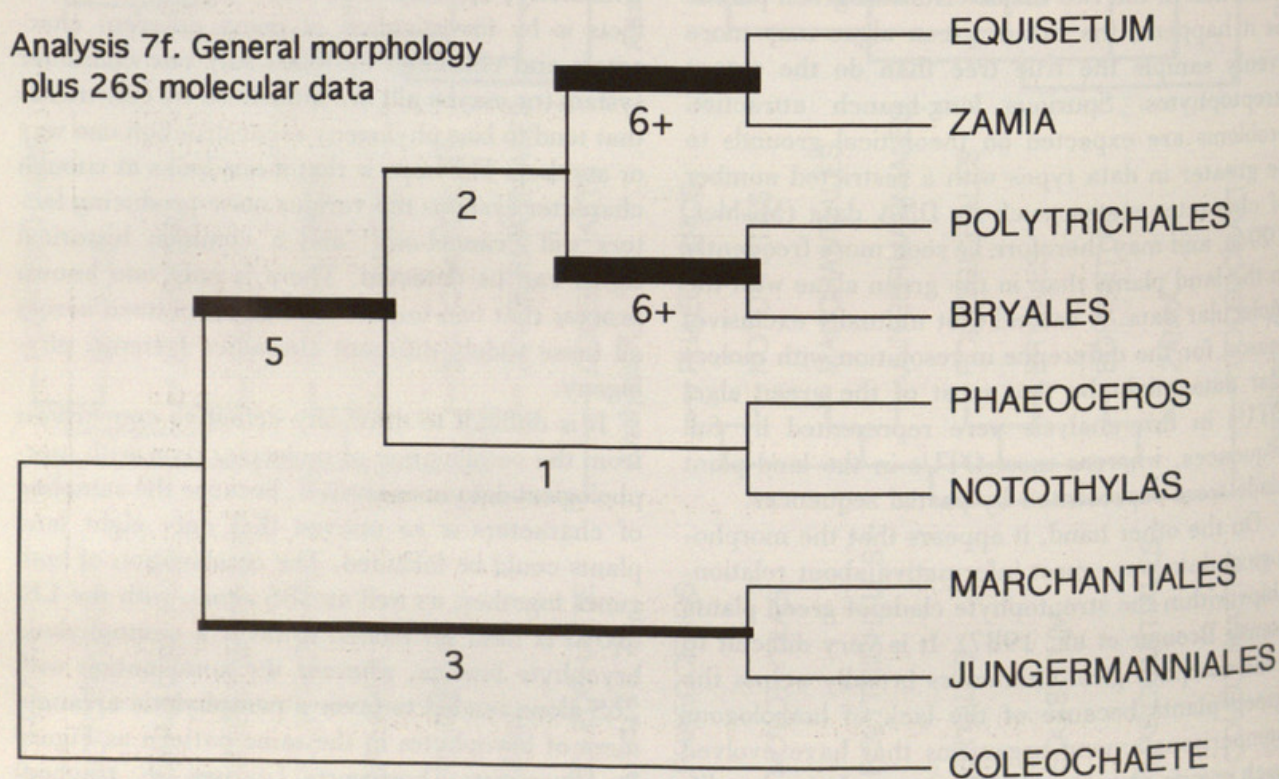 Analysis 7f. General morphology
plus 26S molecular data
EQUISETUM
6+
ZAMIA
2
POLYTRICHALES
6+
BRYALES
5
PHAEOCEROS
1
NOTOTHYLAS
MARCHANTIALES
3
JUNGERMANNIALES
COLEOCHAETE